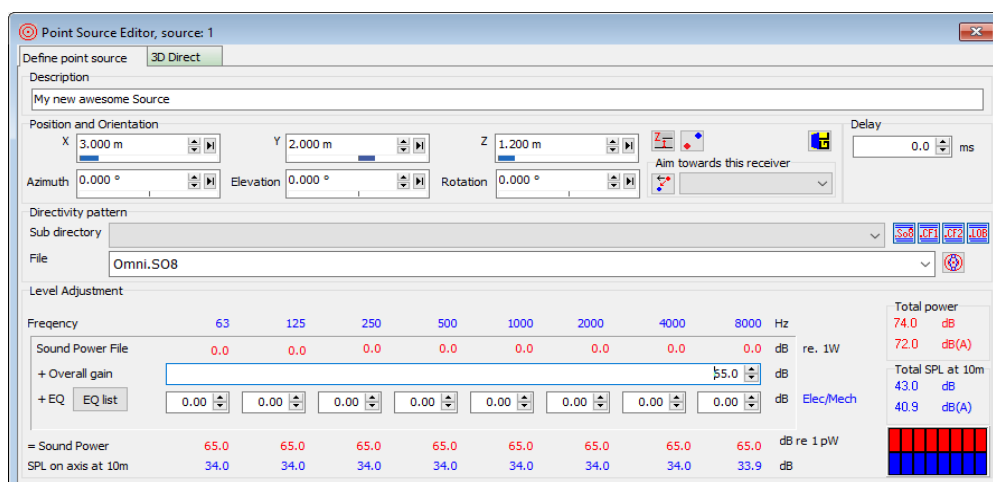 Point Source Editor, source: 1
Define point source 3D Direct
Description
My new awesome Source
Position and Orientation Delay
X 3.000 m Y 2.000 m Z 1.200 m 0.0 ms
Aim towards this receiver
Azimuth 0.000 ° Elevation 0.000 ° Rotation 0.000 °
Directivity pattern
Sub directory .So8 .CF1 .CF2 .LOB
File Omni.SO8
Level Adjustment
Total power
Freqency 63 125 250 500 1000 2000 4000 8000 Hz 74.0 dB
Sound Power File 0.0 0.0 0.0 0.0 0.0 0.0 0.0 0.0 dB re. 1W 72.0 dB(A)
+ Overall gain 65.0 dB Total SPL at 10m
43.0 dB
+ EQ EQ list 0.00 0.00 0.00 0.00 0.00 0.00 0.00 0.00 dB Elec/Mech 40.9 dB(A)
= Sound Power 65.0 65.0 65.0 65.0 65.0 65.0 65.0 65.0 dB re 1 pW
SPL on axis at 10m 34.0 34.0 34.0 34.0 34.0 34.0 34.0 33.9 dB